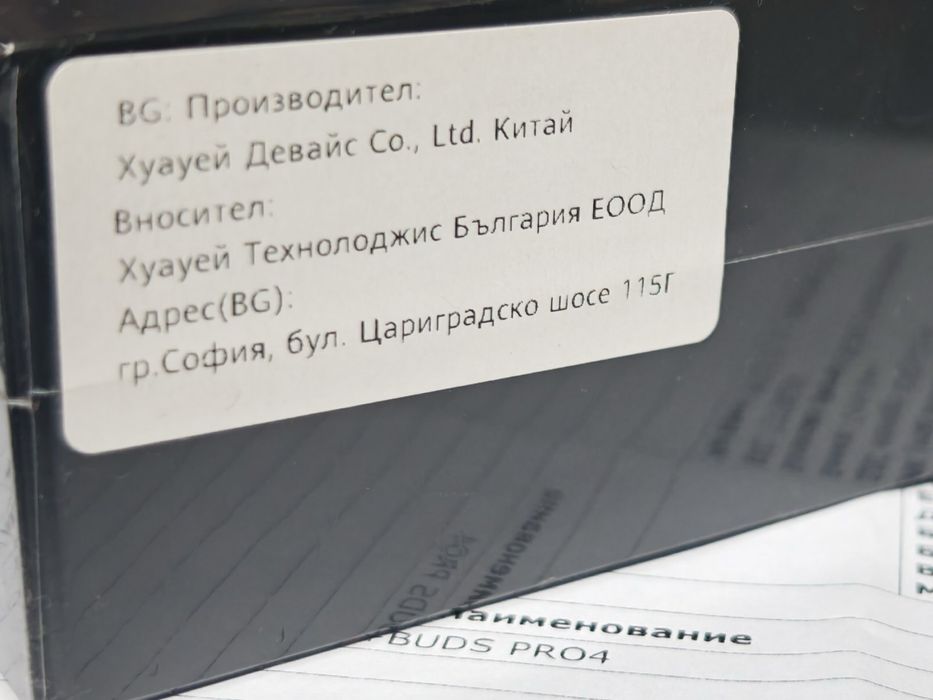 BG: Производител:
Хуауей Девайс Co., Ltd. Китай
Вносител:
Хуауей Технолоджис България ЕООД
Адрес(BG):
гр.София, бул. Цариградско шосе 115Г
аименование
BUDS PRO4